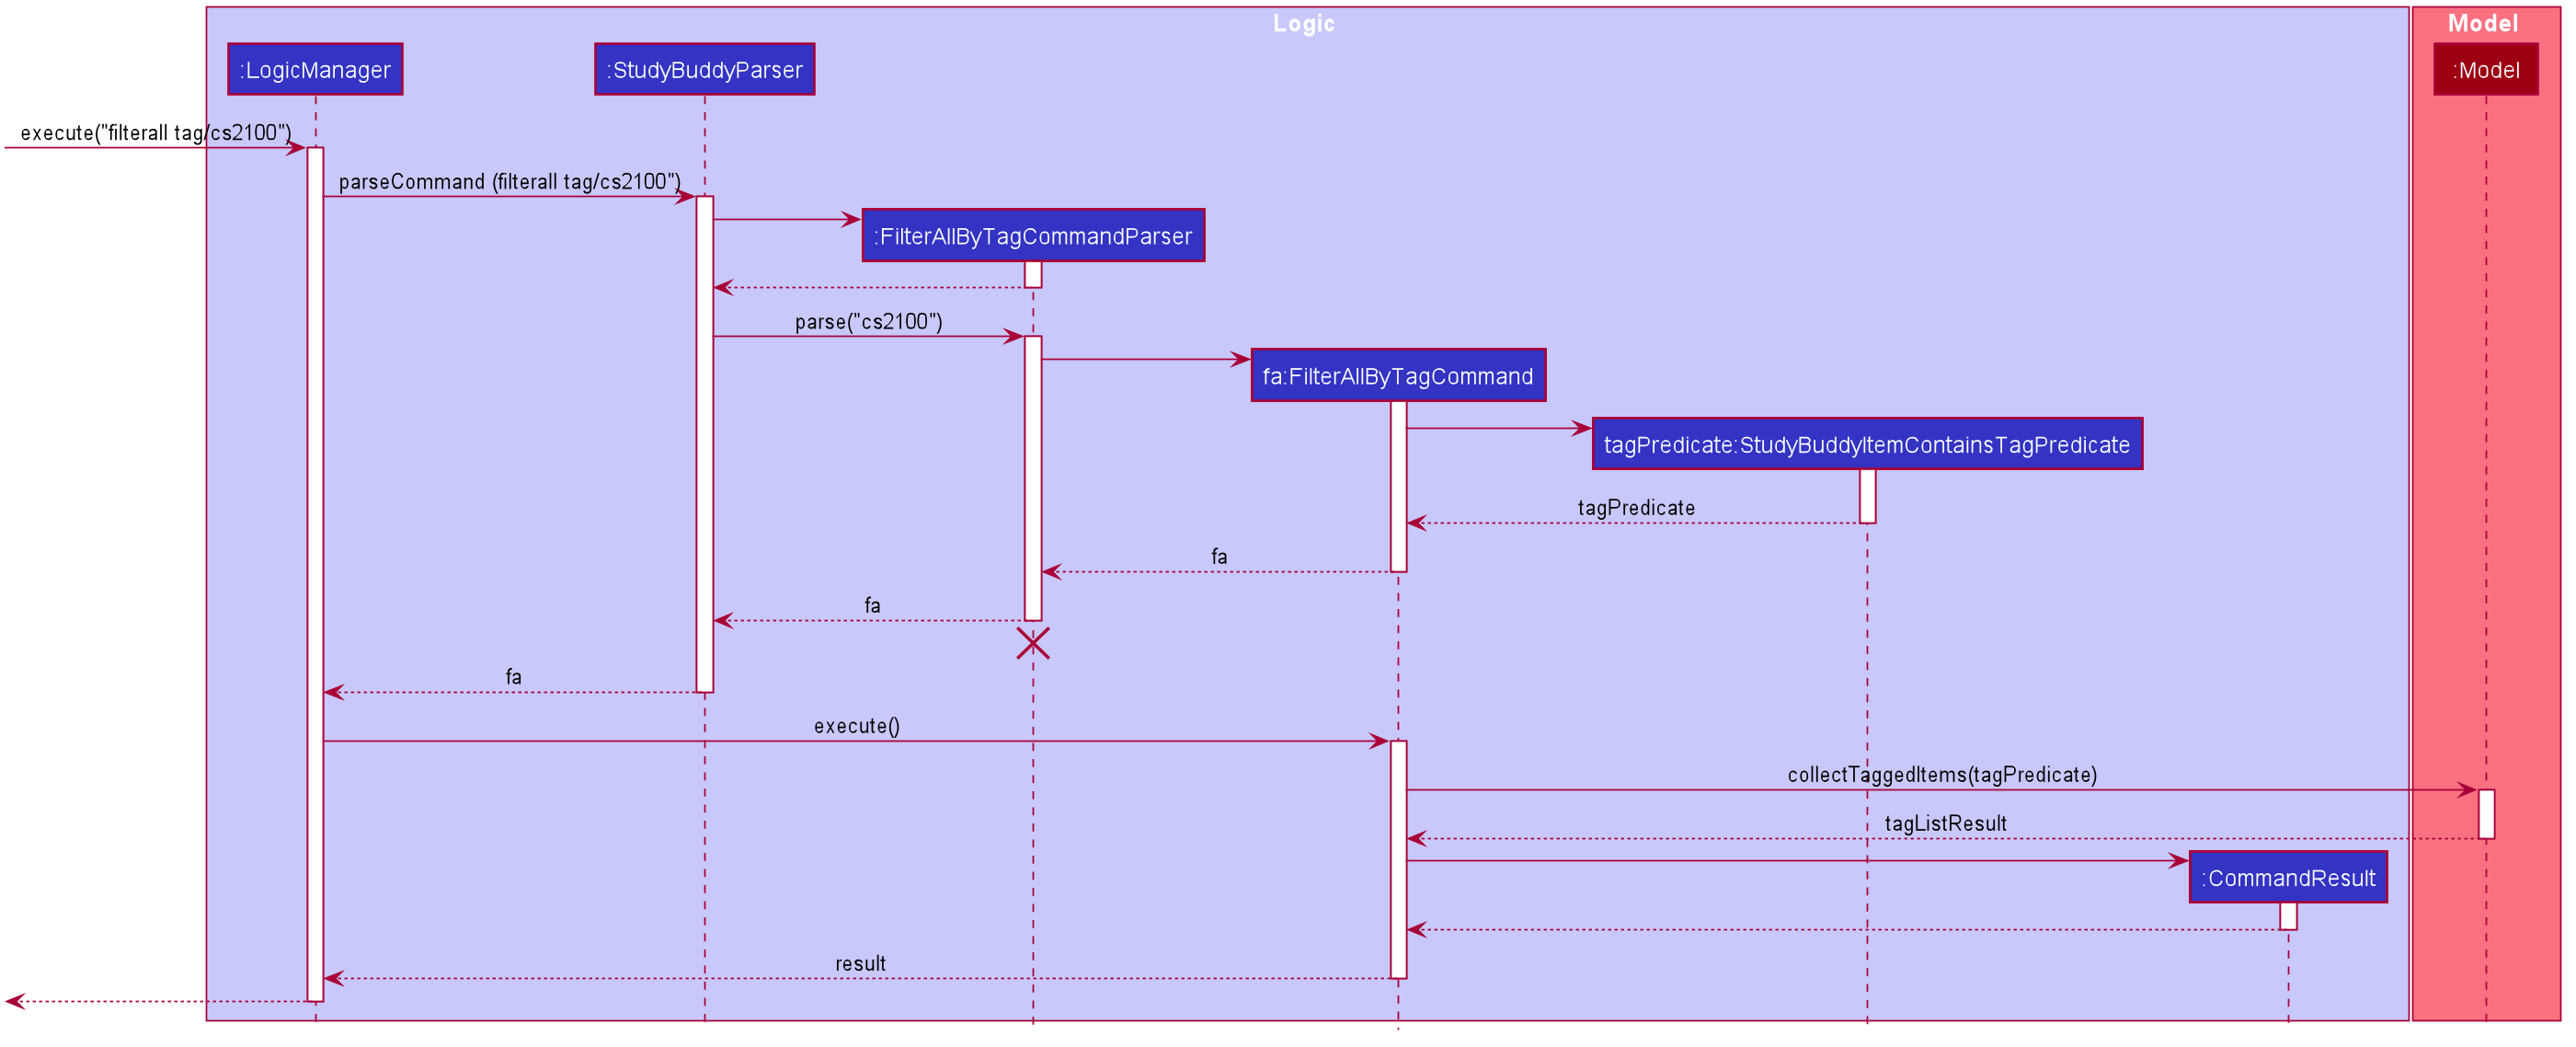 Logic
Model
:LogicManager
:StudyBuddyParser
:Model
execute("filterall tag/cs2100")
parseCommand (filterall tag/cs2100")
:FilterAllByTagCommandParser
parse("cs2100")
fa:FilterAllByTagCommand
tagPredicate:StudyBuddyItemContainsTagPredicate
tagPredicate
fa
fa
fa
execute()
collectTaggedItems(tagPredicate)
tagListResult
:CommandResult
result